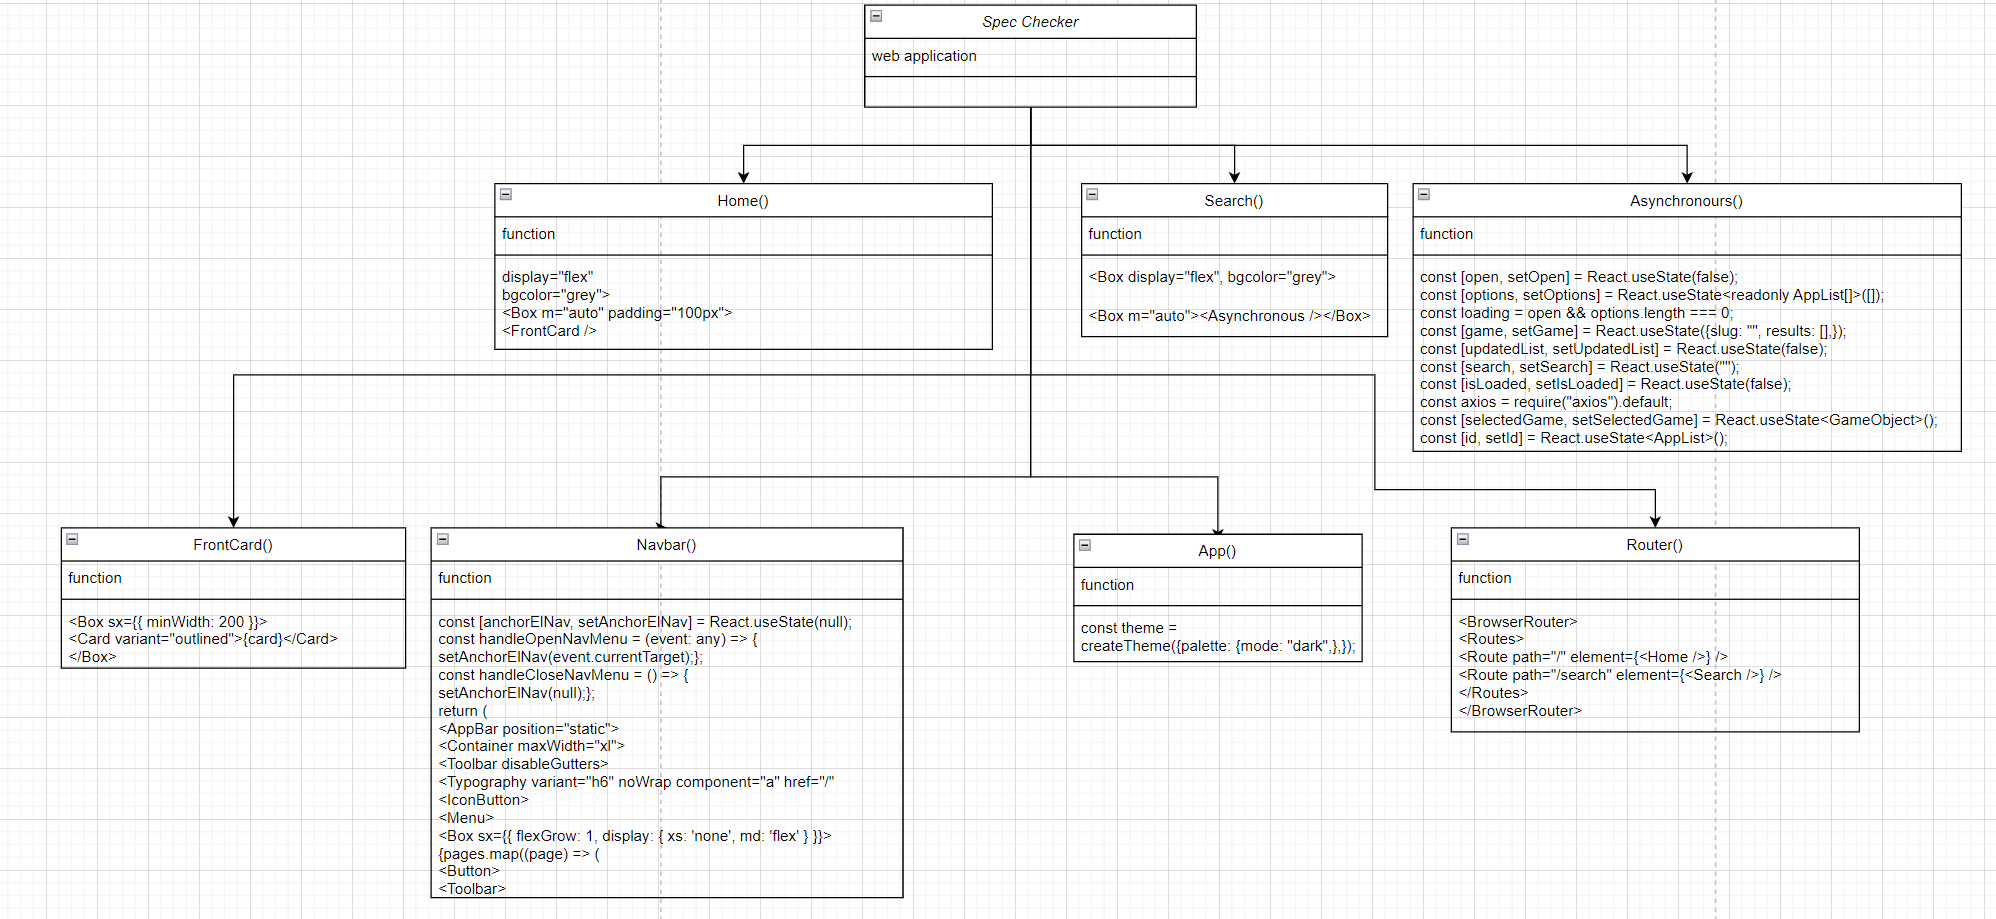 Spec Checker
web application
Home()
function
display="flex"
bgcolor="grey">
<Box m="auto" padding="100px">
<FrontCard />
Search()
function
<Box display="flex", bgcolor="grey">
<Box m="auto"><Asynchronous /></Box>
Asynchronours()
function
const [open, setOpen] = React.useState(false);
const [options, setOptions] = React.useState<readonly AppList[]>([]);
const loading = open && options.length === 0;
const [game, setGame] = React.useState({slug: "", results: [],});
const [updatedList, setUpdatedList] = React.useState(false);
const [search, setSearch] = React.useState("");
const [isLoaded, setIsLoaded] = React.useState(false);
const axios = require("axios").default;
const [selectedGame, setSelectedGame] = React.useState<GameObject>();
const [id, setId] = React.useState<AppList>();
FrontCard()
function
<Box sx={{ minWidth: 200 }}>
<Card variant="outlined">{card}</Card>
</Box>
Navbar()
function
const [anchorElNav, setAnchorElNav] = React.useState(null);
const handleOpenNavMenu = (event: any) => {
setAnchorElNav(event.currentTarget);};
const handleCloseNavMenu = () => {
setAnchorElNav(null);};
return (
<AppBar position="static">
<Container maxWidth="xl">
<Toolbar disableGutters>
<Typography variant="h6" noWrap component="a" href="/"
<IconButton>
<Menu>
<Box sx={{ flexGrow: 1, display: { xs: 'none', md: 'flex' } }}>
{pages.map((page) => (
<Button>
<Toolbar>
App()
function
const theme =
createTheme({palette: {mode: "dark",},});
Router()
function
<BrowserRouter>
<Routes>
<Route path="/" element={<Home />} />
<Route path="/search" element={<Search />} />
</Routes>
</BrowserRouter>